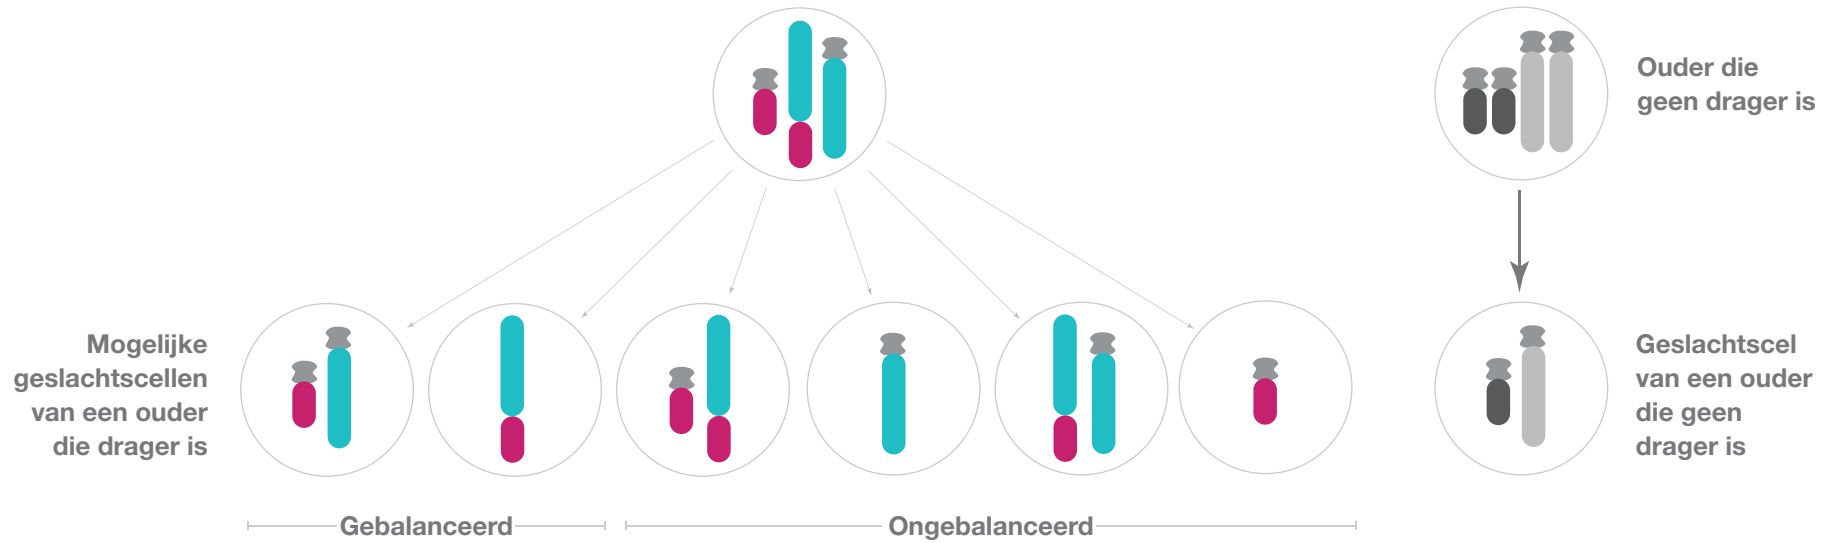 Ouder die
geen drager is
Mogelijke
geslachtscellen
van een ouder
die drager is
Geslachtscel
van een ouder
die geen
drager is
Gebalanceerd
Ongebalanceerd